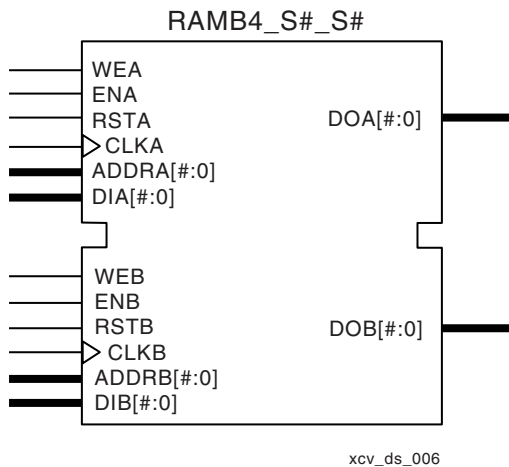 RAMB4_S#_S#
WEA
ENA
RSTA
CLKA
ADDRA[#:0]
DIA[#:0]
DOA[#:0]
WEB
ENB
RSTB
CLKB
ADDRB[#:0]
DIB[#:0]
DOB[#:0]
xcv_ds_006